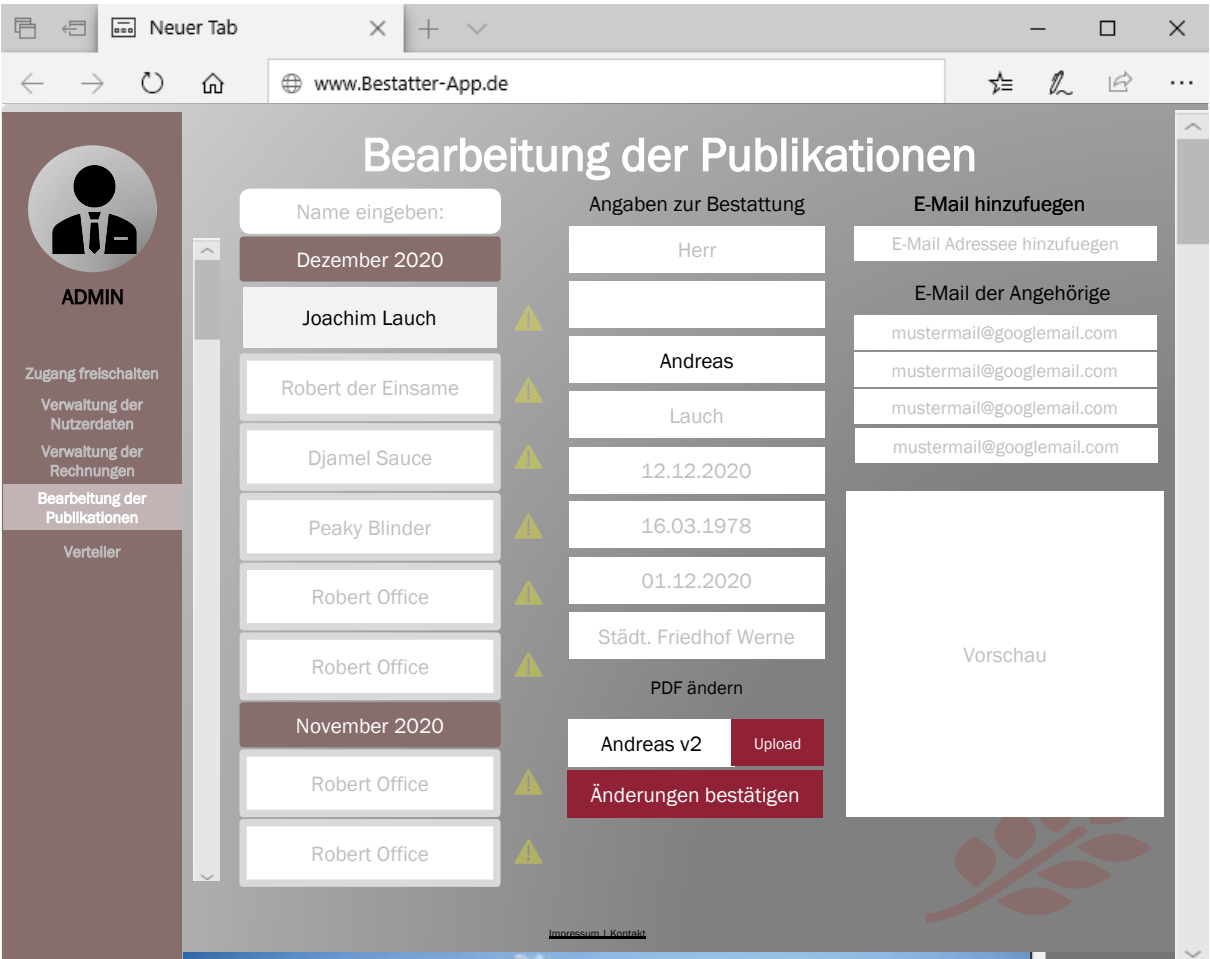 Neuer Tab
www.Bestatter-App.de
ADMIN
Zugang freischalten
Verwaltung der
Nutzerdaten
Verwaltung der
Rechnungen
Bearbeitung der
Publikationen
Verteiler
Bearbeitung der Publikationen
Name eingeben:
Dezember 2020
Joachim Lauch
Robert der Einsame
Djamel Sauce
Peaky Blinder
Robert Office
Robert Office
November 2020
Robert Office
Robert Office
Angaben zur Bestattung
Herr
Andreas
Lauch
12.12.2020
16.03.1978
01.12.2020
Städt. Friedhof Werne
PDF ändern
Andreas v2
Upload
Änderungen bestätigen
E-Mail hinzufuegen
E-Mail Adressee hinzufuegen
E-Mail der Angehörige
mustermail@googlemail.com
mustermail@googlemail.com
mustermail@googlemail.com
mustermail@googlemail.com
Vorschau
Impressum | Kontakt